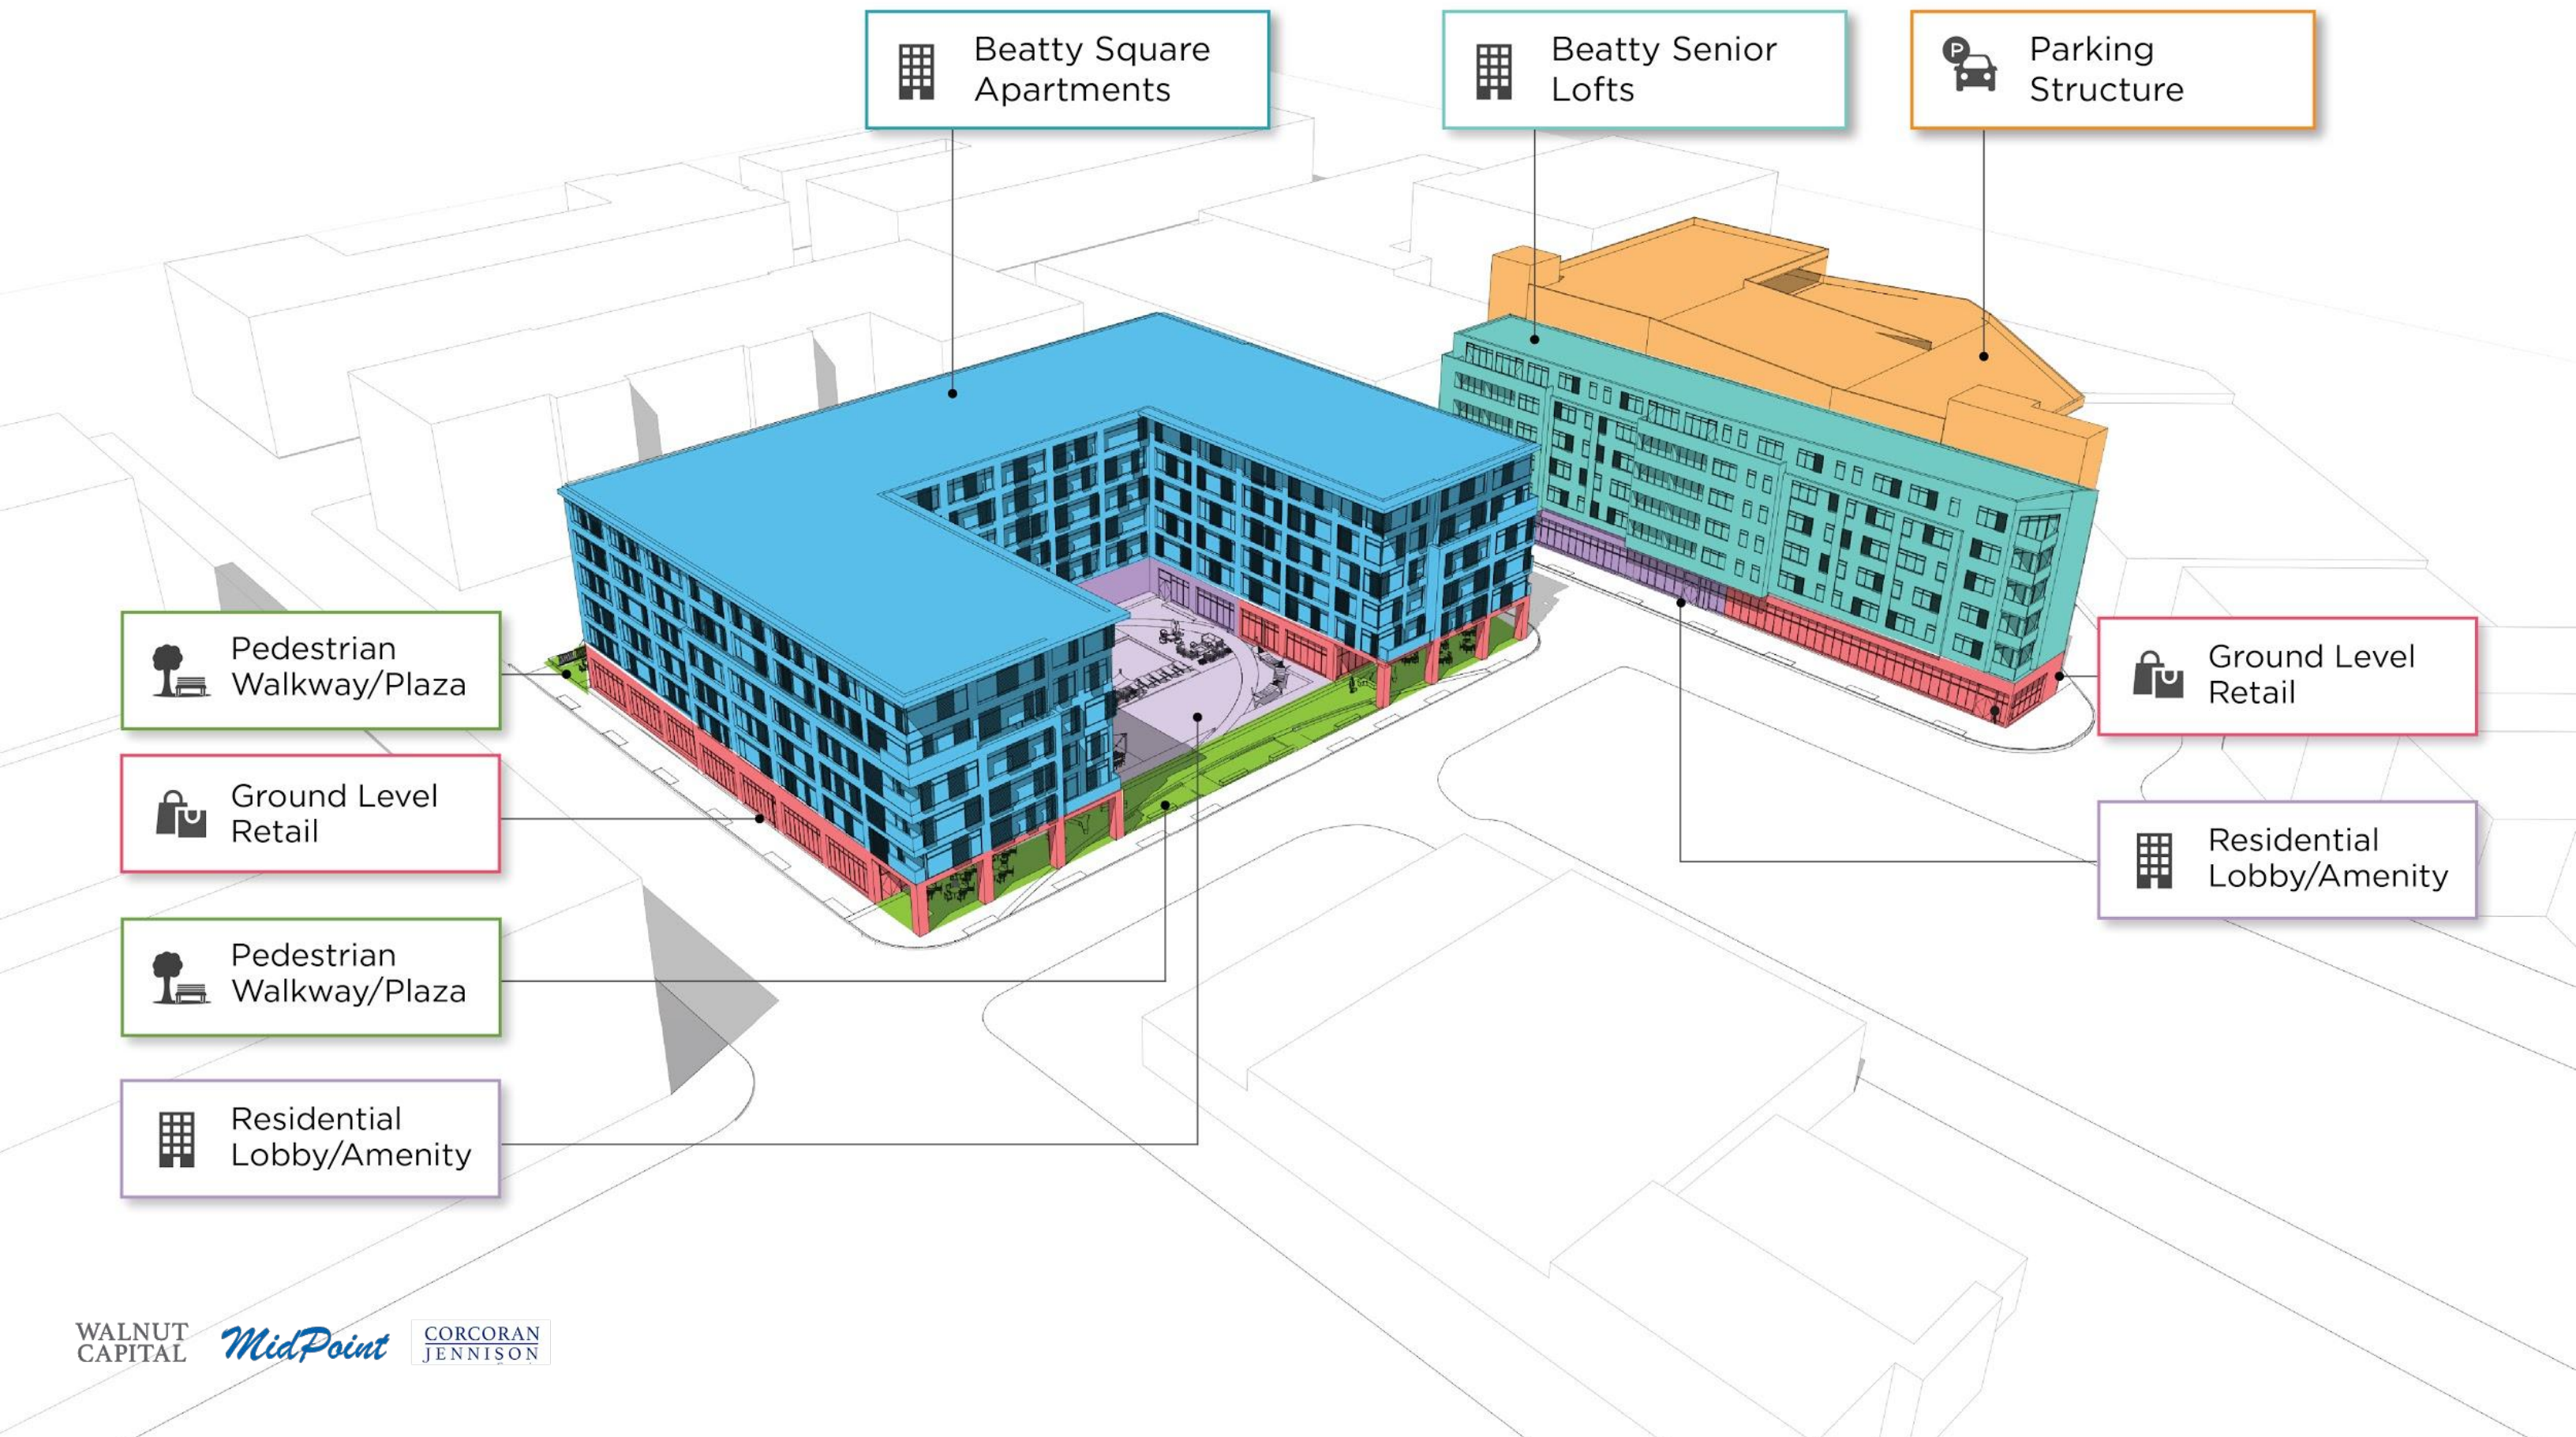 Beatty Square
Apartments
Beatty Senior
Lofts
P
Parking
Structure
Pedestrian
Walkway/Plaza
Ground Level
Retail
Pedestrian
Walkway/Plaza
Residential
Lobby/Amenity
Ground Level
Retail
Residential
Lobby/Amenity
WALNUT
CAPITAL
MidPoint
CORCORAN
JENNISON